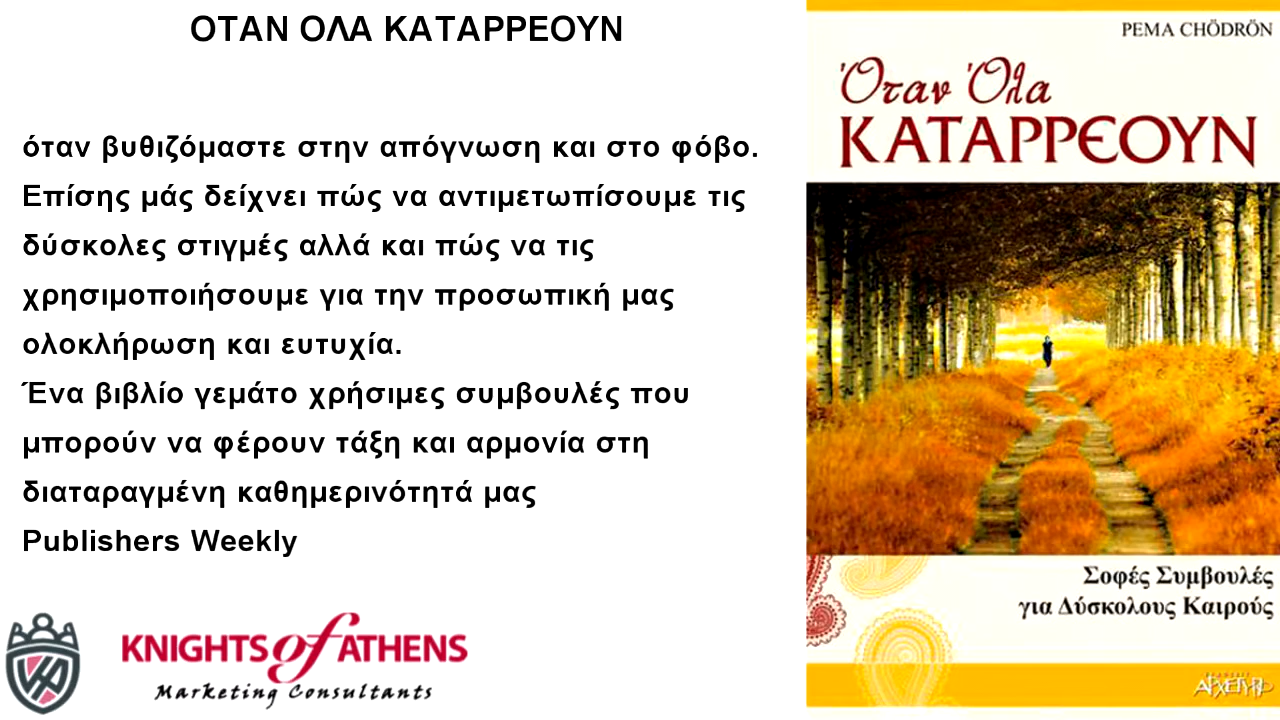 ΟΤΑΝ ΟΛΑ ΚΑΤΑΡΡΕΟΥΝ
όταν βυθιζόμαστε στην απόγνωση και στο φόβο.
Επίσης μάς δείχνει πώς να αντιμετωπίσουμε τις
δύσκολες στιγμές αλλά και πώς να τις
χρησιμοποιήσουμε για την προσωπική μας
ολοκλήρωση και ευτυχία.
Ένα βιβλίο γεμάτο χρήσιμες συμβουλές που
μπορούν να φέρουν τάξη και αρμονία στη
διαταραγμένη καθημερινότητά μας
Publishers Weekly
KNIGHTS of ATHENS
Marketing Consultants
PEMA CHÖDRÖN
Όταν Όλα
ΚΑΤΑΡΡΕΟΥΝ
Σοφές Συμβουλές
για Δύσκολους Καιρούς
ΑΡΧΕΤΥΠΟ